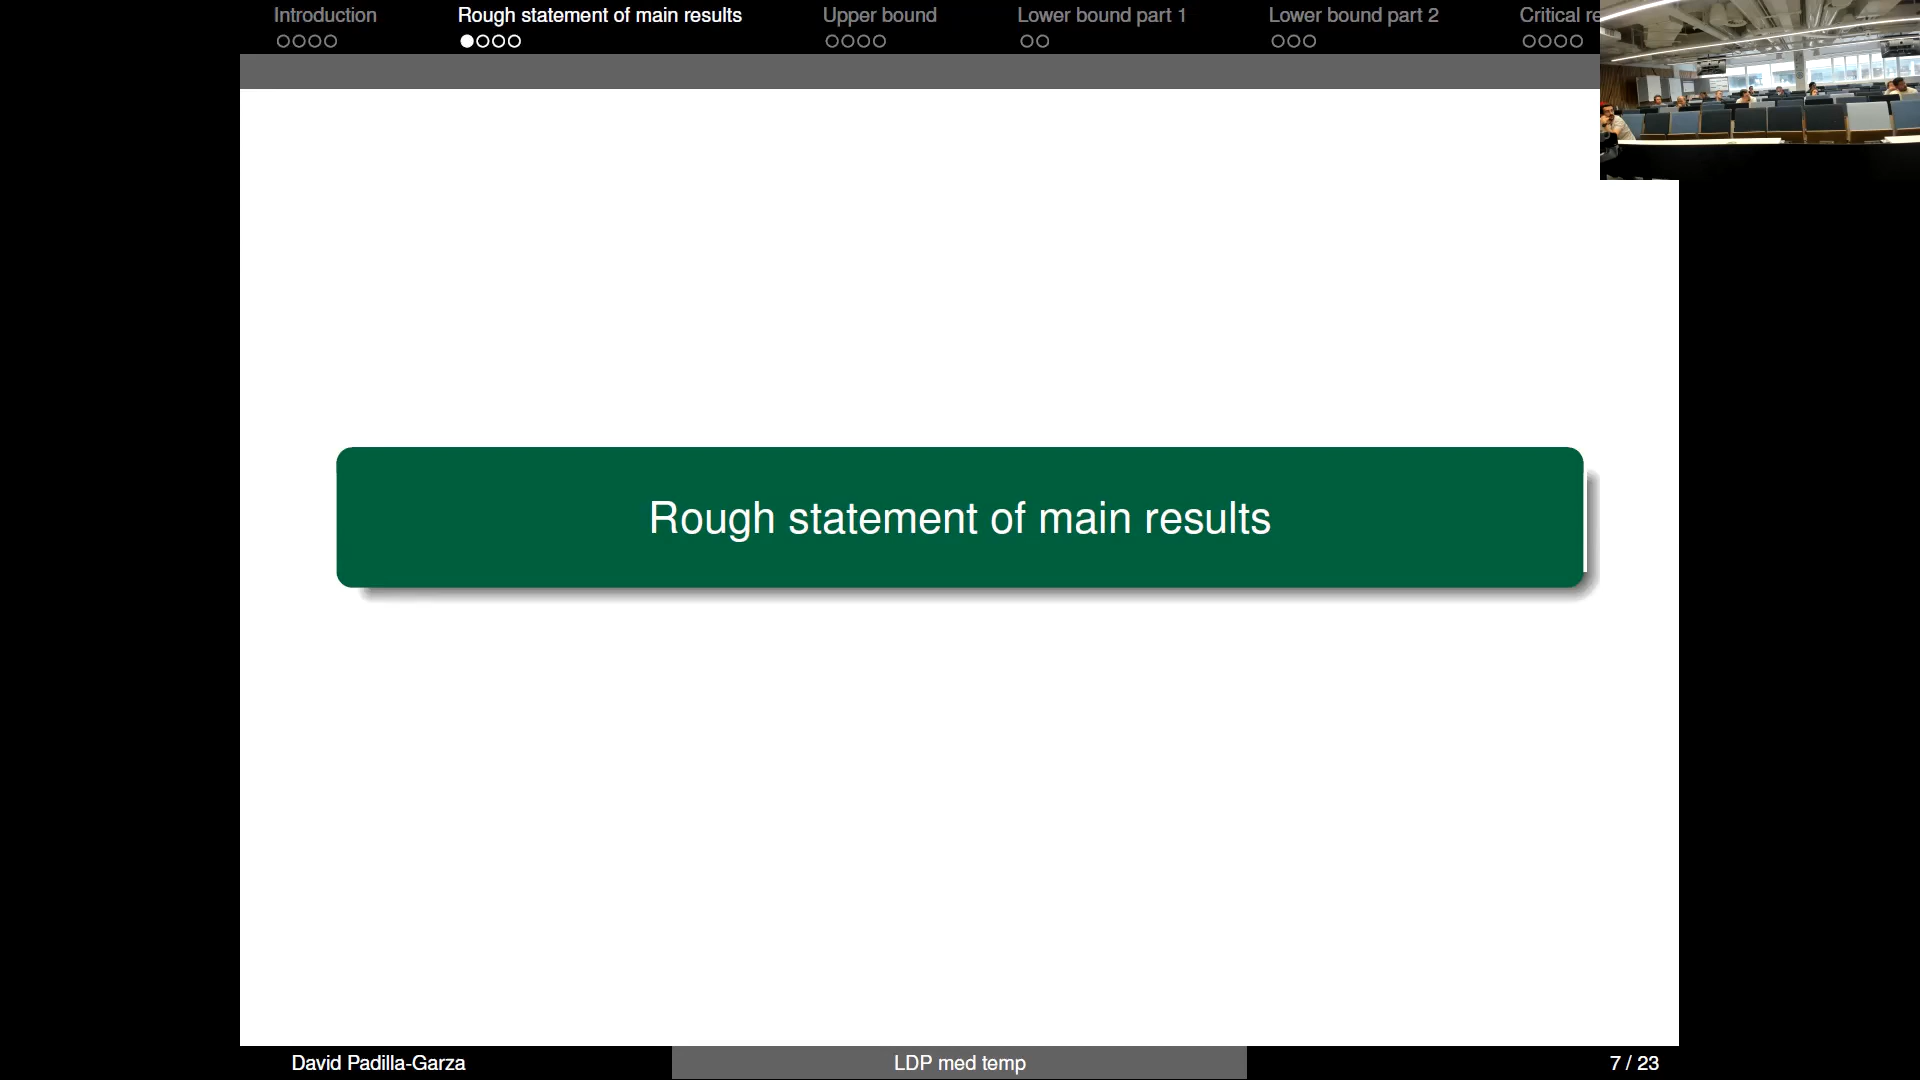 Introduction
Rough statement of main results
Upper bound
Lower bound part 1
Lower bound part 2
Critical
Rough statement of main results
David Padilla-Garza
LDP med temp
7 / 23